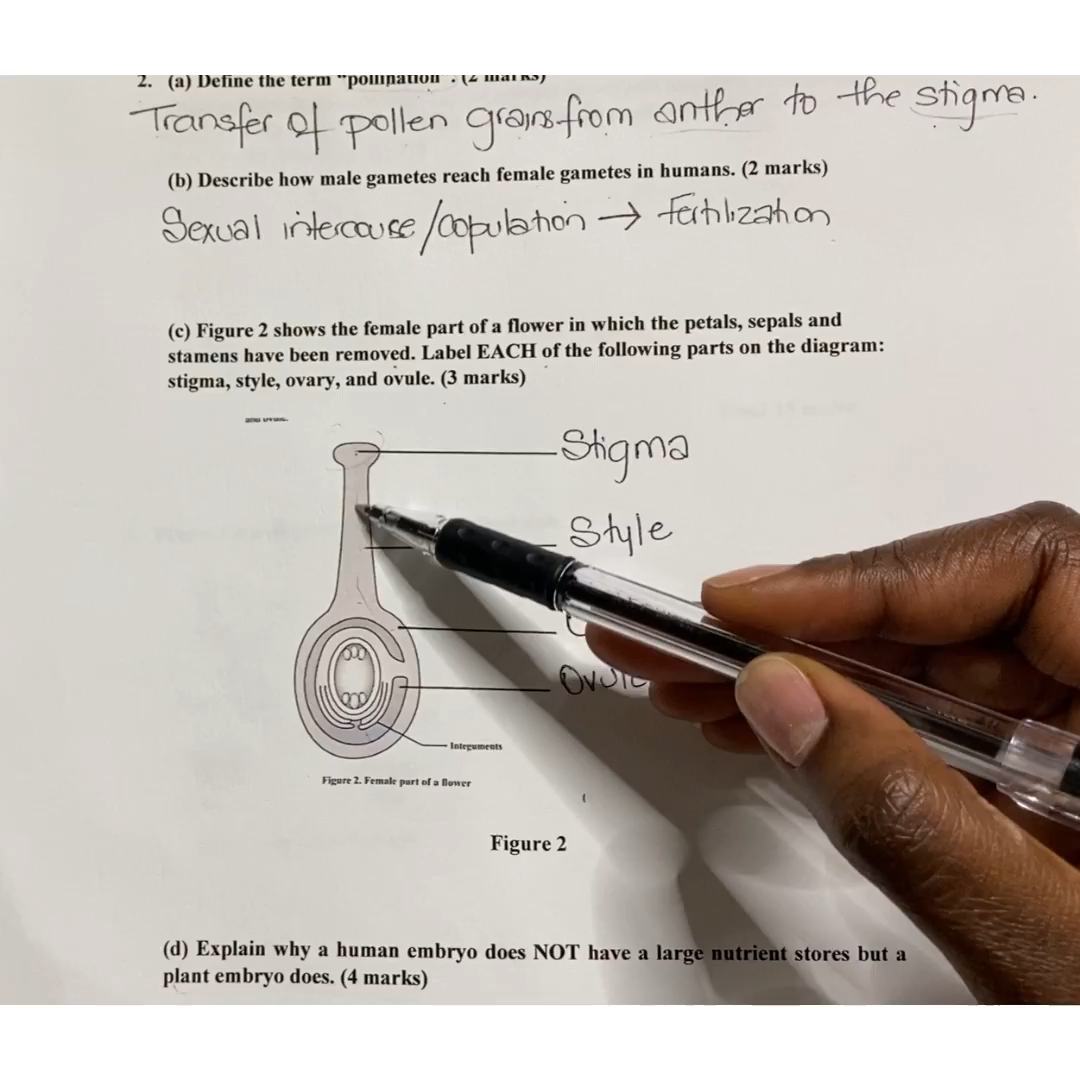 2. (a) Define the term "pollination". (2 marks)
Transfer of pollen grains from anther to the stigma.
(b) Describe how male gametes reach female gametes in humans. (2 marks)
Sexual intercouse/copulation → fertilization
(c) Figure 2 shows the female part of a flower in which the petals, sepals and
stamens have been removed. Label EACH of the following parts on the diagram:
stigma, style, ovary, and ovule. (3 marks)
Stigma
Style
Integuments
Figure 2. Female part of a flower
Figure 2
(d) Explain why a human embryo does NOT have a large nutrient stores but a
plant embryo does. (4 marks)